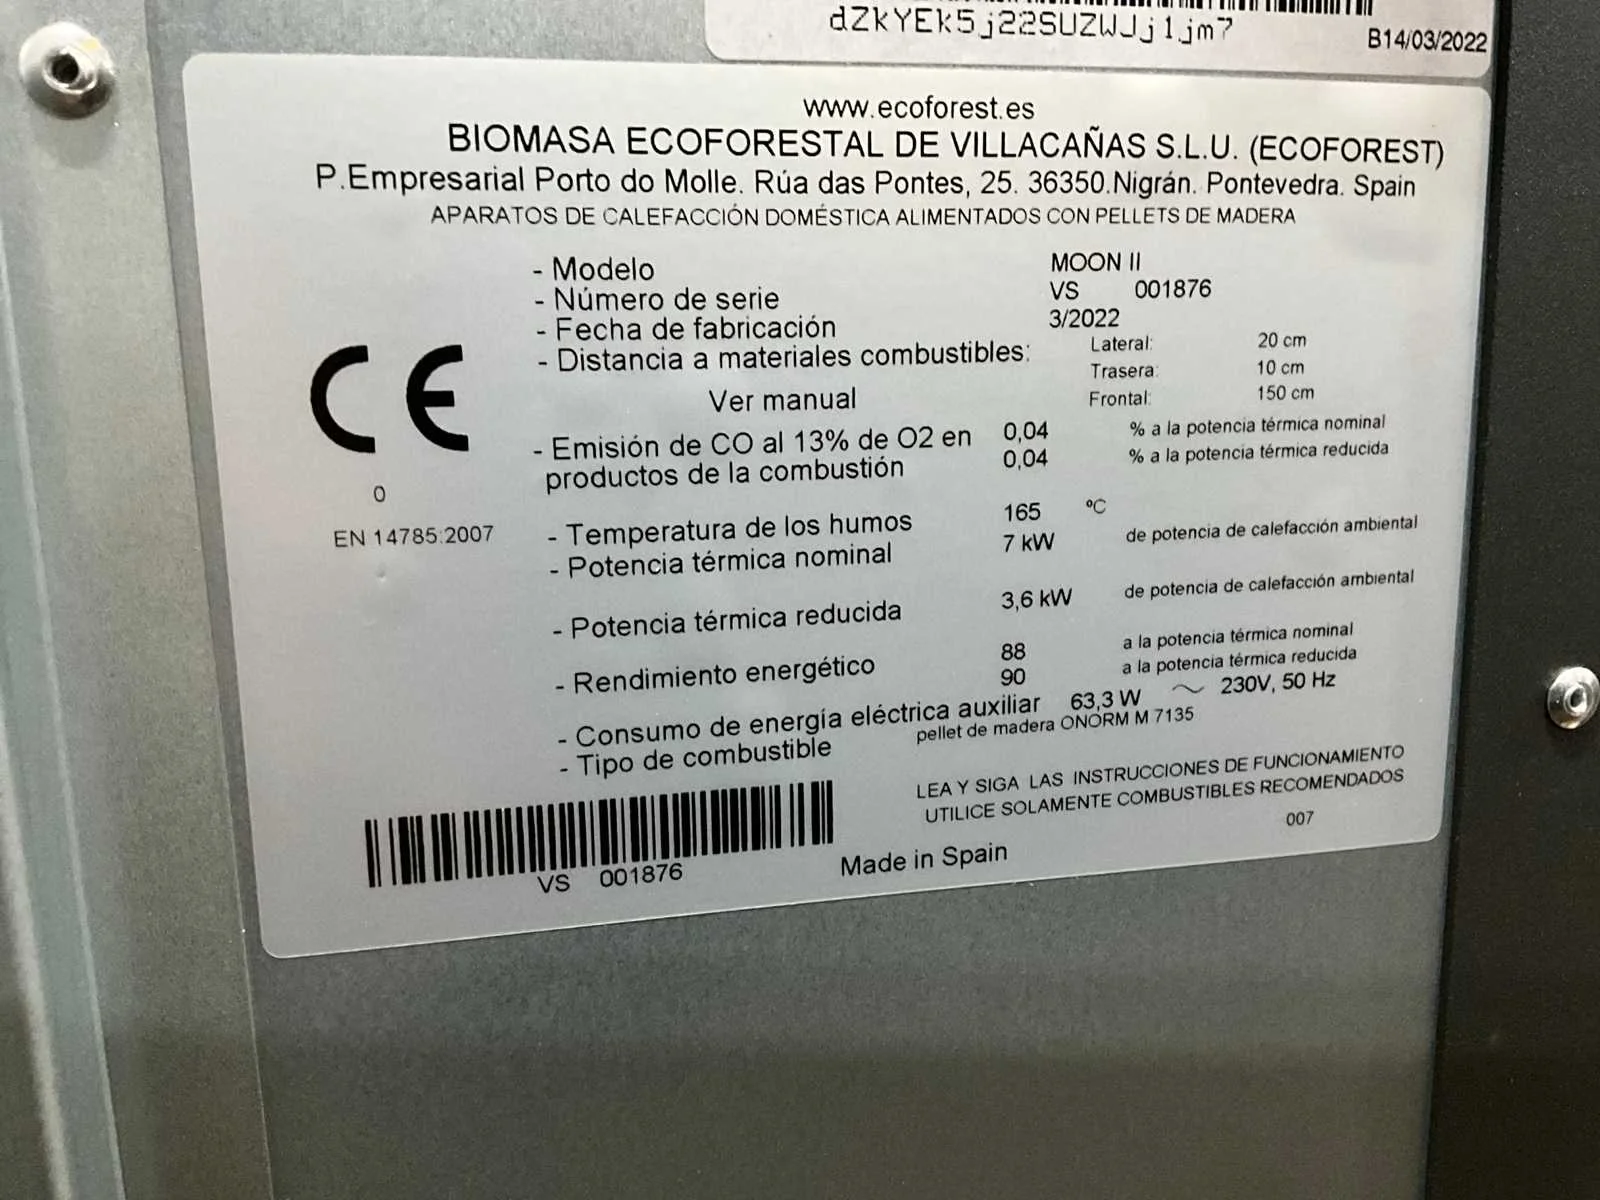 dZkYEk5j22SUZWJj1jm7
B14/03/2022
www.ecoforest.es
BIOMASA ECOFORESTAL DE VILLACAÑAS S.L.U. (ECOFOREST)
P.Empresarial Porto do Molle. Rúa das Pontes, 25. 36350.Nigrán. Pontevedra. Spain
APARATOS DE CALEFACCIÓN DOMÉSTICA ALIMENTADOS CON PELLETS DE MADERA
- Modelo MOON II
- Número de serie VS 001876
- Fecha de fabricación 3/2022
- Distancia a materiales combustibles: Lateral: 20 cm
Trasera: 10 cm
Ver manual Frontal: 150 cm
CE
0
EN 14785:2007
- Emisión de CO al 13% de O2 en 0,04 % a la potencia térmica nominal
productos de la combustión 0,04 % a la potencia térmica reducida
- Temperatura de los humos 165 ºC
- Potencia térmica nominal 7 kW de potencia de calefacción ambiental
- Potencia térmica reducida 3,6 kW de potencia de calefacción ambiental
- Rendimiento energético 88 a la potencia térmica nominal
90 a la potencia térmica reducida
- Consumo de energía eléctrica auxiliar 63,3 W ~ 230V, 50 Hz
- Tipo de combustible pellet de madera ONORM M 7135
LEA Y SIGA LAS INSTRUCCIONES DE FUNCIONAMIENTO
UTILICE SOLAMENTE COMBUSTIBLES RECOMENDADOS
007
VS 001876
Made in Spain